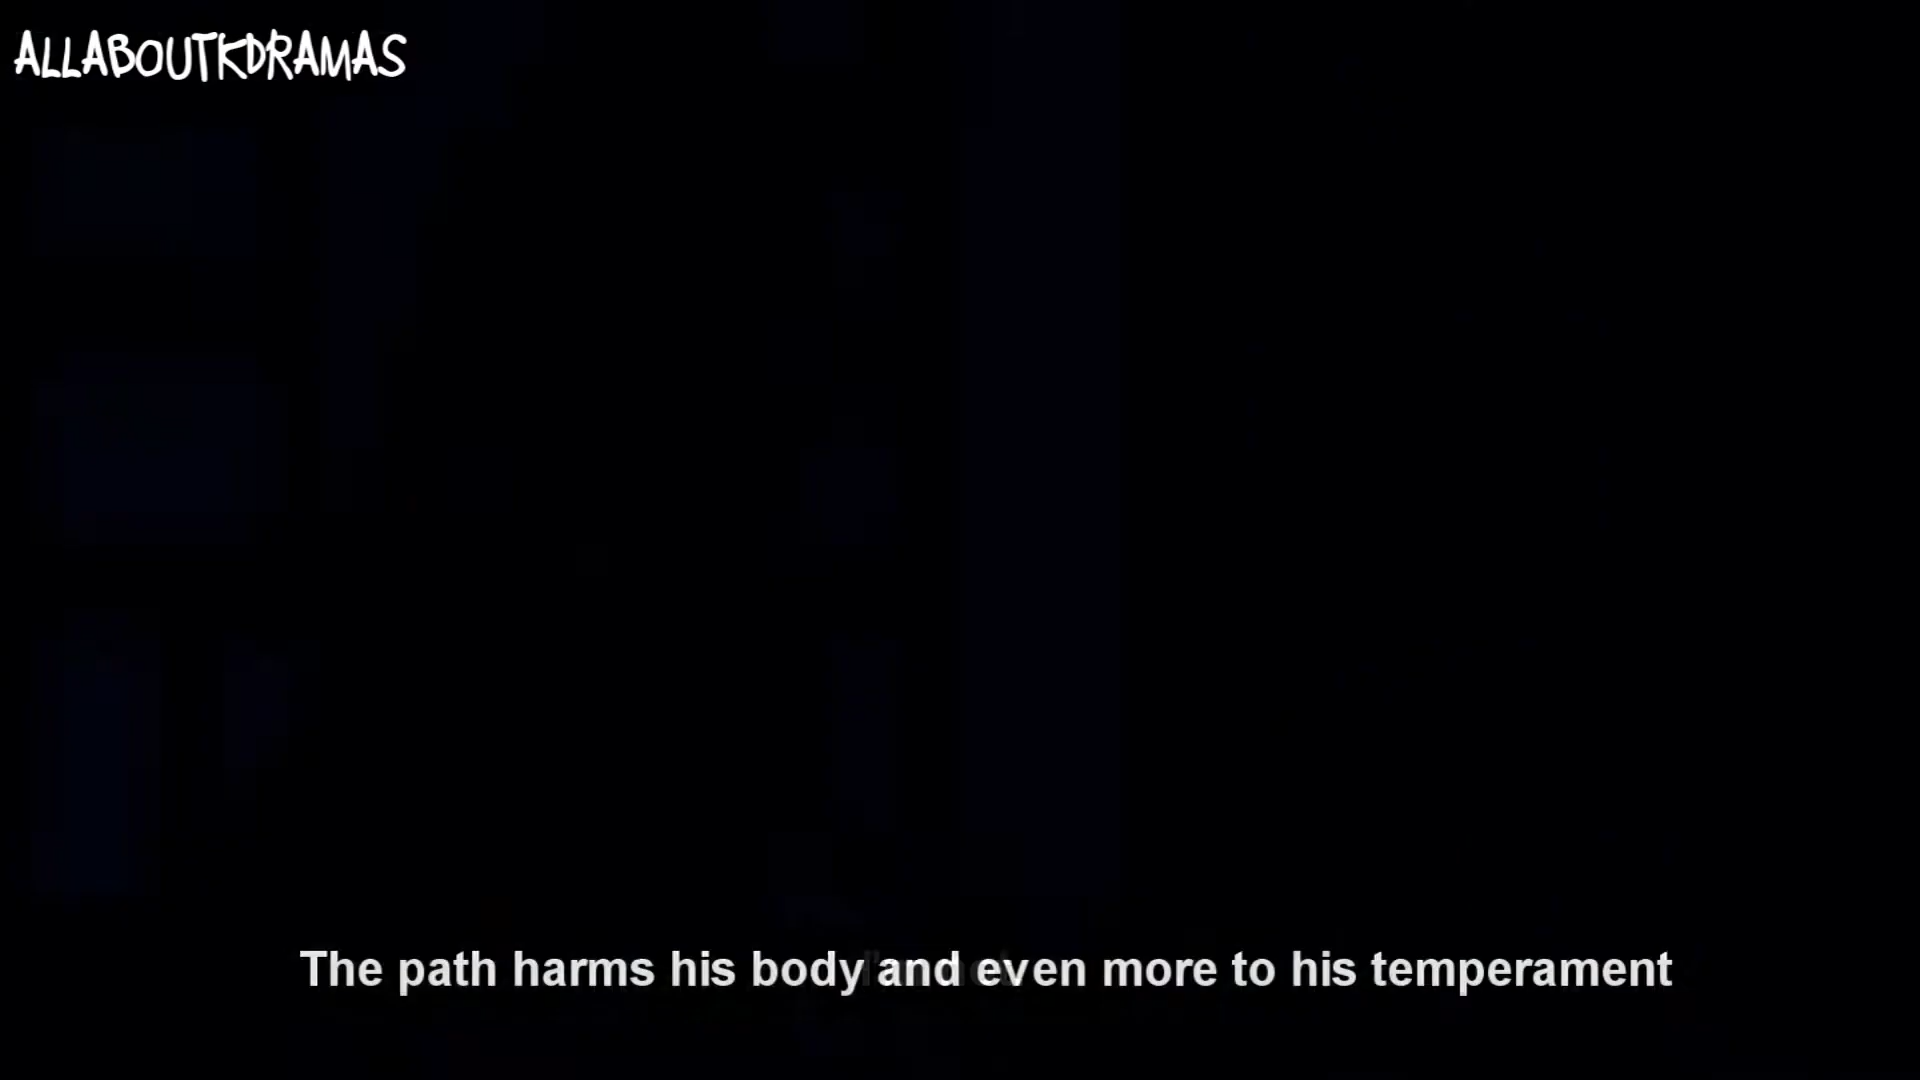 ALLABOUTKDRAMAS
The path harms his body and even more to his temperament